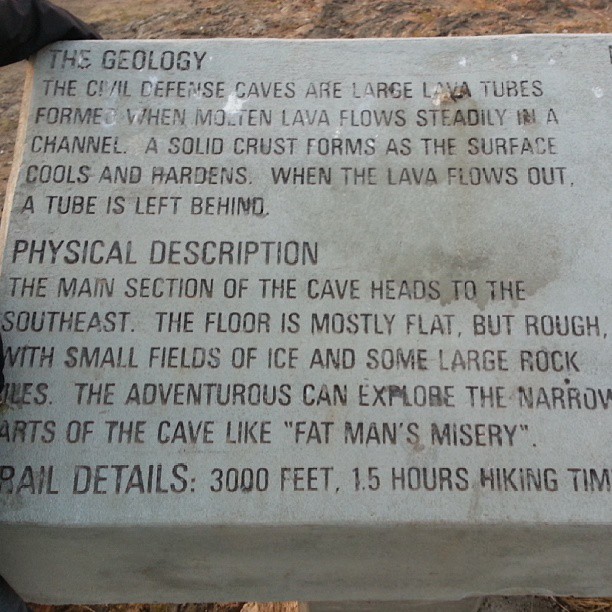 THE GEOLOGY
THE CIVIL DEFENSE CAVES ARE LARGE LAVA TUBES
FORMED WHEN MOLTEN LAVA FLOWS STEADILY IN A
CHANNEL. A SOLID CRUST FORMS AS THE SURFACE
COOLS AND HARDENS. WHEN THE LAVA FLOWS OUT,
A TUBE IS LEFT BEHIND.
PHYSICAL DESCRIPTION
THE MAIN SECTION OF THE CAVE HEADS TO THE
SOUTHEAST. THE FLOOR IS MOSTLY FLAT, BUT ROUGH,
WITH SMALL FIELDS OF ICE AND SOME LARGE ROCK
ILES. THE ADVENTUROUS CAN EXPLORE THE NARROW
ARTS OF THE CAVE LIKE "FAT MAN'S MISERY".
RAIL DETAILS: 3000 FEET, 1.5 HOURS HIKING TIM